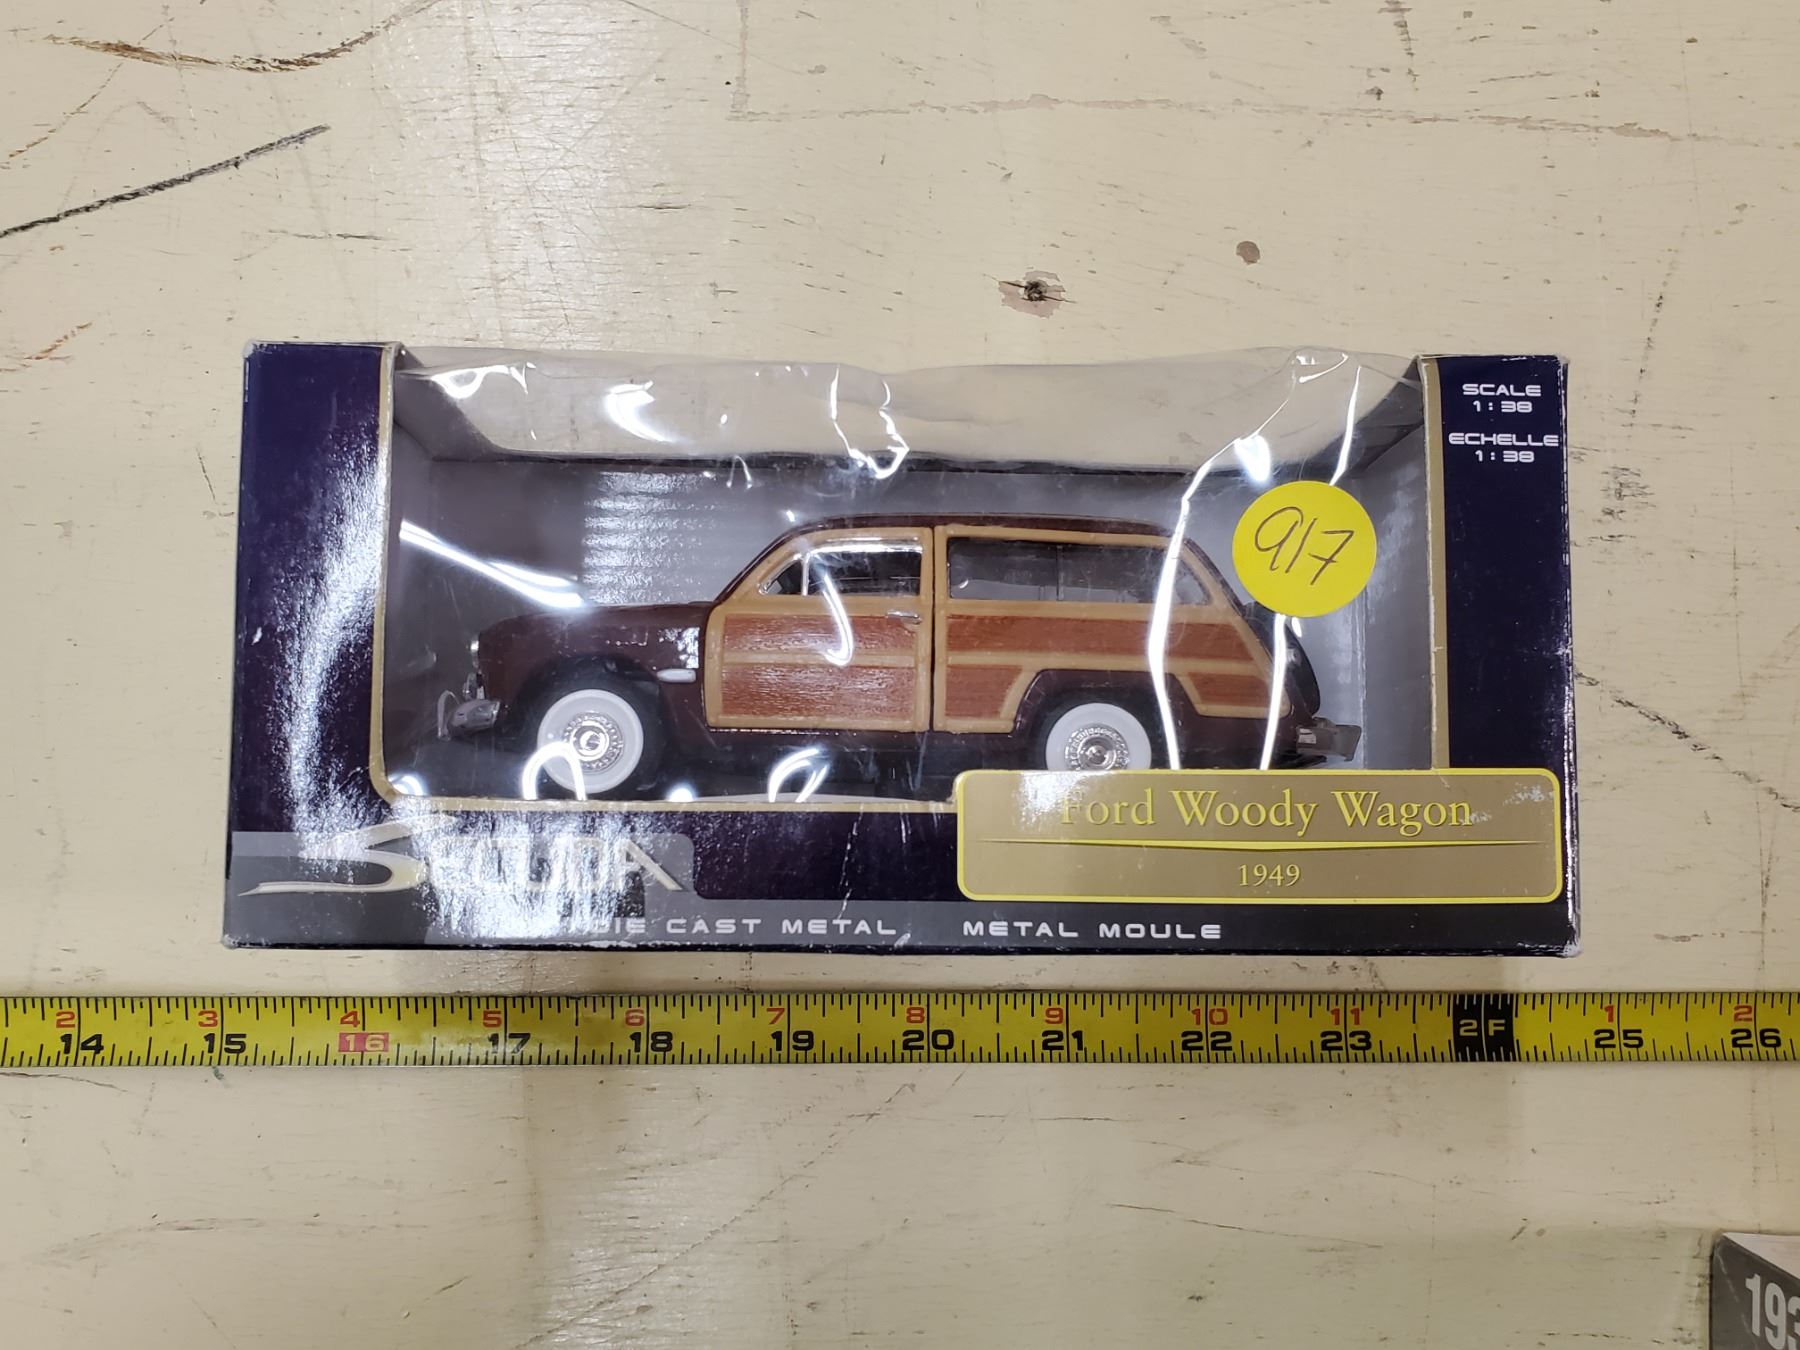 SCALE
1:38
ECHELLE
1:38
917
Ford Woody Wagon
1949
SEQUOA
DIE CAST METAL METAL MOULE
2 3 4 5 6 7 8 9 10 11 2F 1 2
14 15 16 17 18 19 20 21 22 23 25 26
193